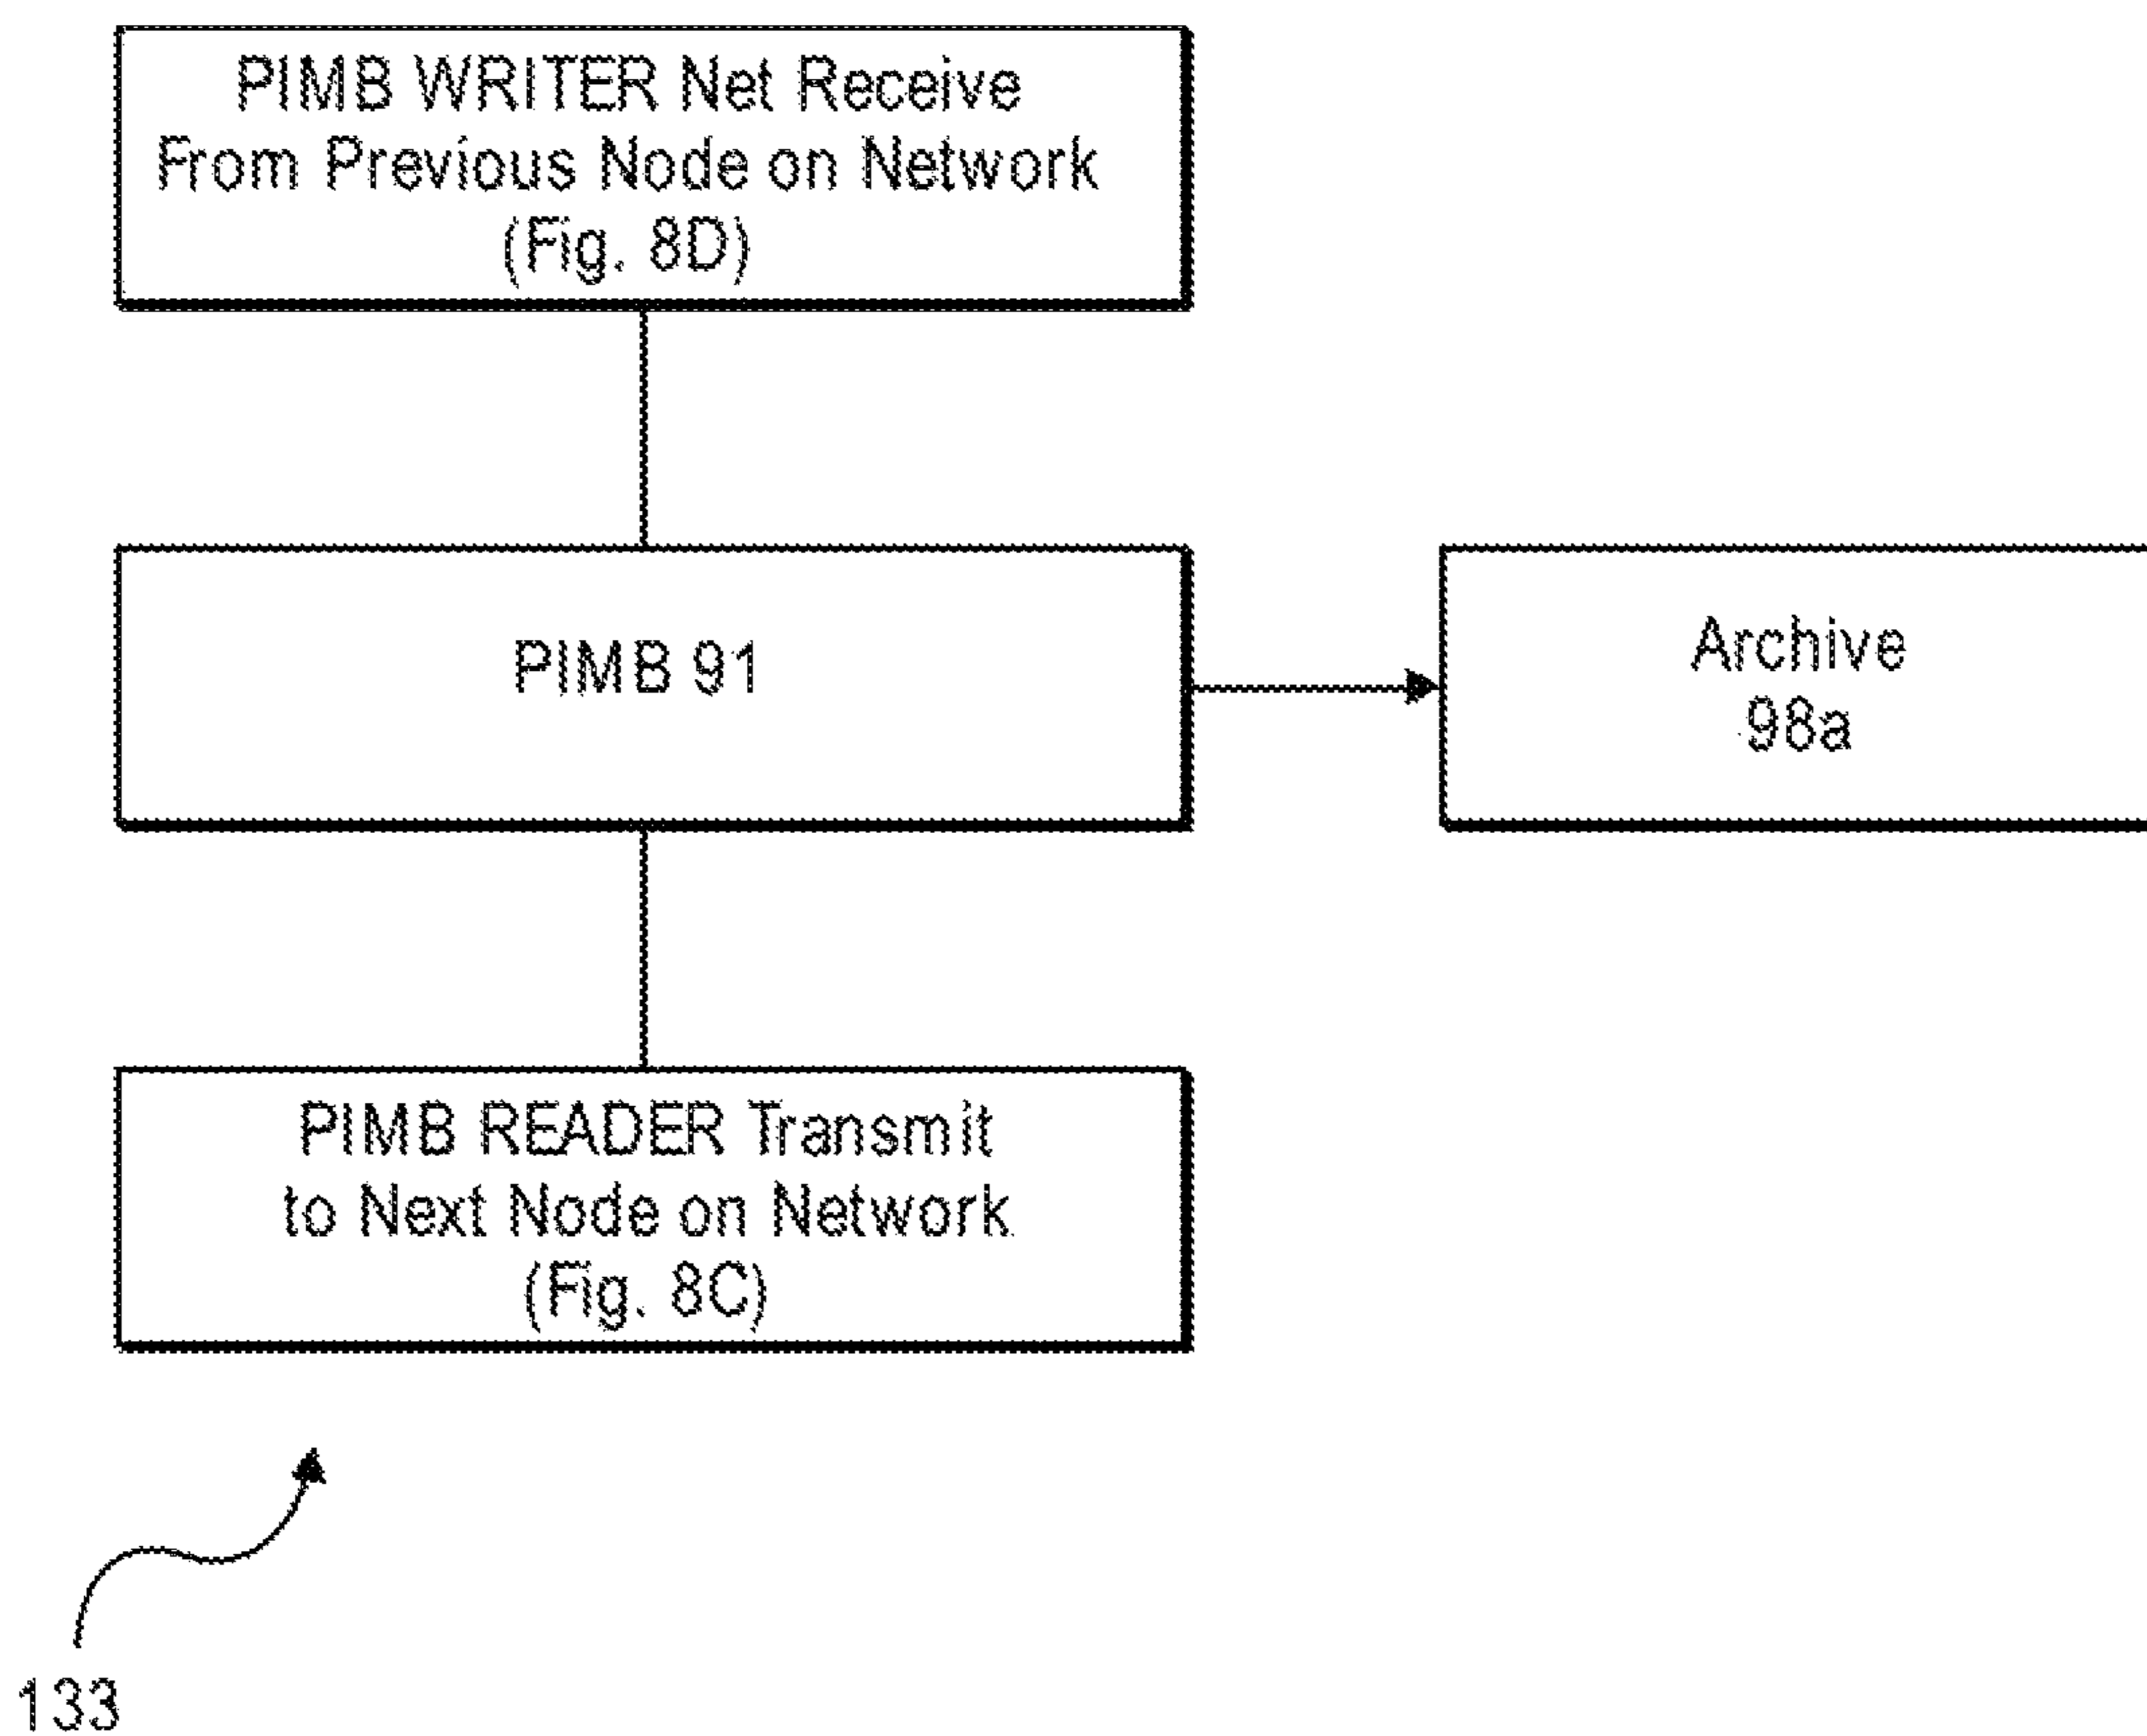 PIMB WRITER Net Receive
From Previous Node on Network
(Fig. 8D)
PIMB 91
Archive
98a
PIMB READER Transmit
to Next Node on Network
(Fig. 8C)
133